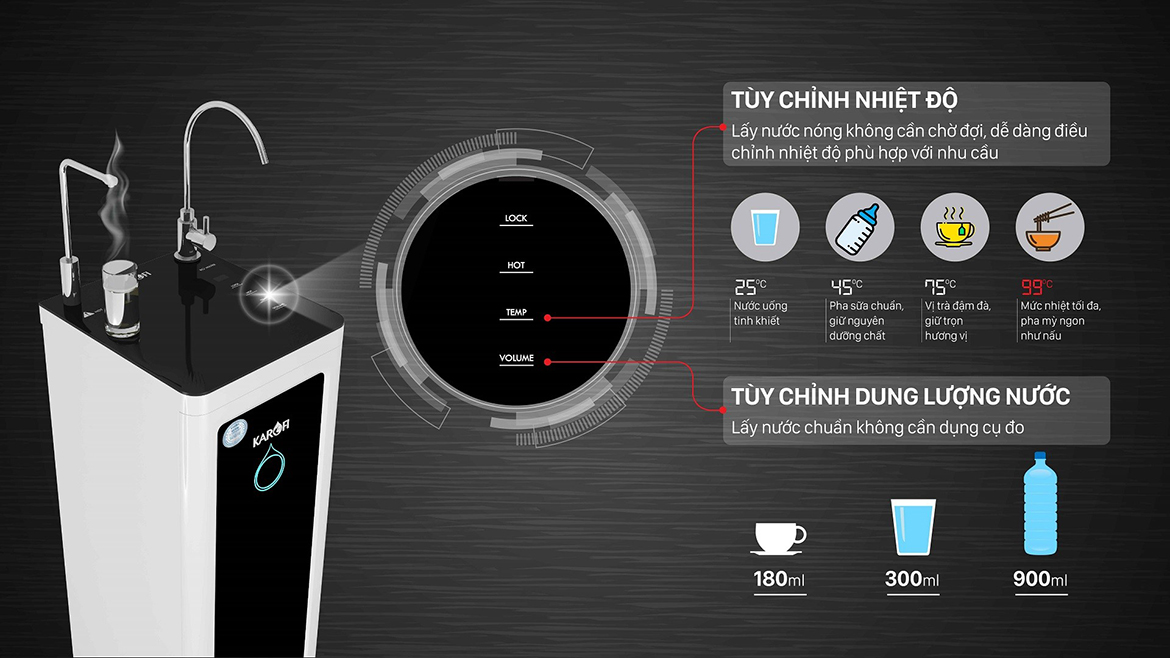 TÙY CHỈNH NHIỆT ĐỘ
Lấy nước nóng không cần chờ đợi, dễ dàng điều
chỉnh nhiệt độ phù hợp với nhu cầu
25°C
Nước uống
tinh khiết
45°C
Pha sữa chuẩn,
giữ nguyên
dưỡng chất
75°C
Vị trà đậm đà,
giữ trọn
hương vị
99°C
Mức nhiệt tối đa,
pha mỳ ngon
như nấu
LOCK
HOT
TEMP
VOLUME
TÙY CHỈNH DUNG LƯỢNG NƯỚC
Lấy nước chuẩn không cần dụng cụ đo
180ml
300ml
900ml
KAROFI